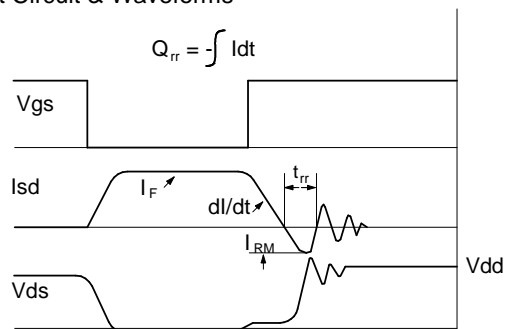 t Circuit & Waveforms
Qrr = -∫ Idt
Vgs
Isd
IF
dI/dt
trr
IRM
Vdd
Vds